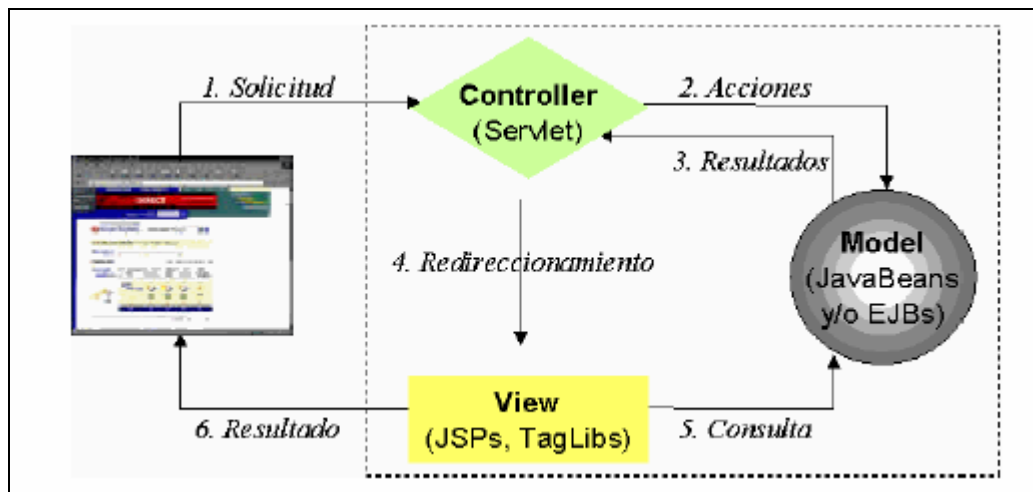 1. Solicitud
Controller
(Servlet)
2. Acciones
3. Resultados
4. Redireccionamiento
Model
(JavaBeans
y/o EJBs)
View
(JSPs, TagLibs)
5. Consulta
6. Resultado